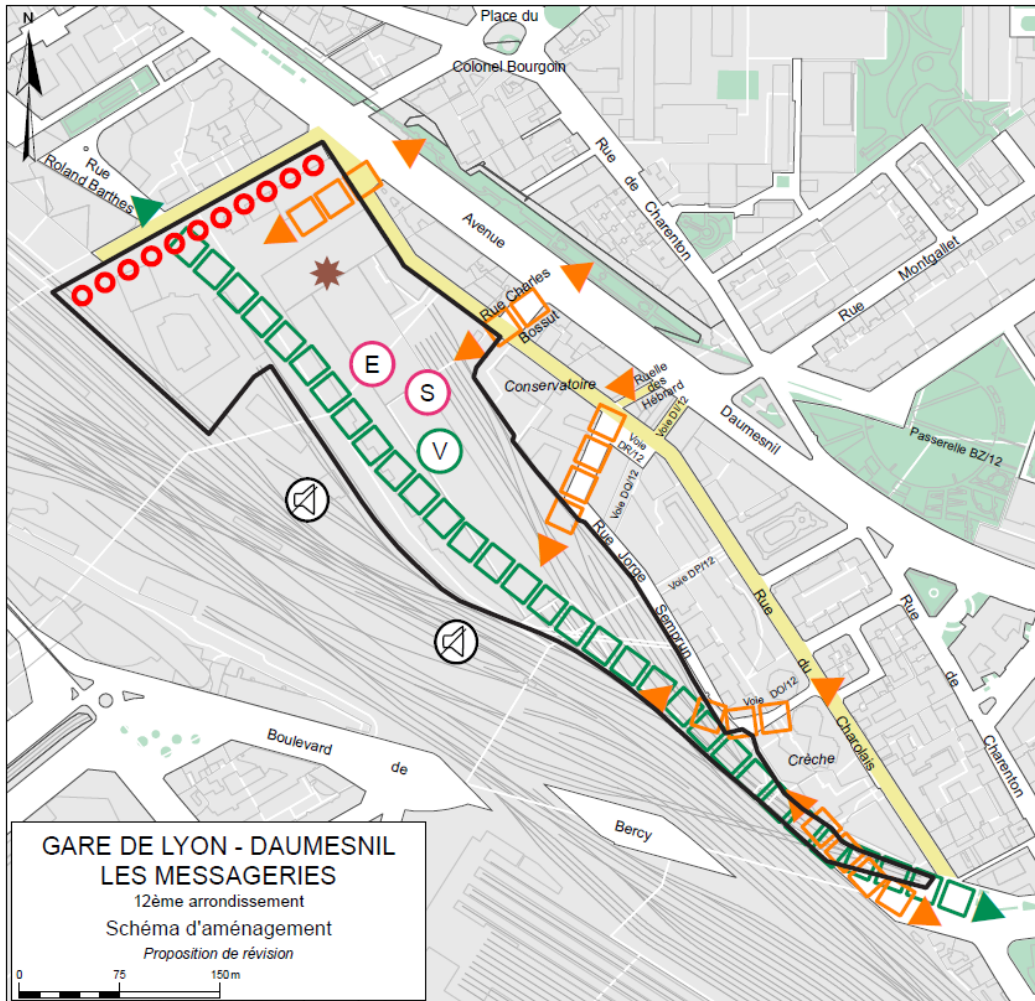 N
Place du
Colonel Bourgoin
Rue
Roland Barthes
Rue
de
Charenton
Avenue
Rue
Montgallet
Rue Charles
Bossut
E
S
V
Conservatoire
Ruelle
des
Hébrard
Voie DI/12
Daumesnil
Passerelle BZ/12
Voie
DR/12
Voie DQ/12
Rue
Jorge
Semprun
Voie DP/12
Rue
du
Charolais
Rue
de
Charenton
Voie DO/12
Crèche
Boulevard
de
Bercy
GARE DE LYON - DAUMESNIL
LES MESSAGERIES
12ème arrondissement
Schéma d'aménagement
Proposition de révision
0 75 150 m